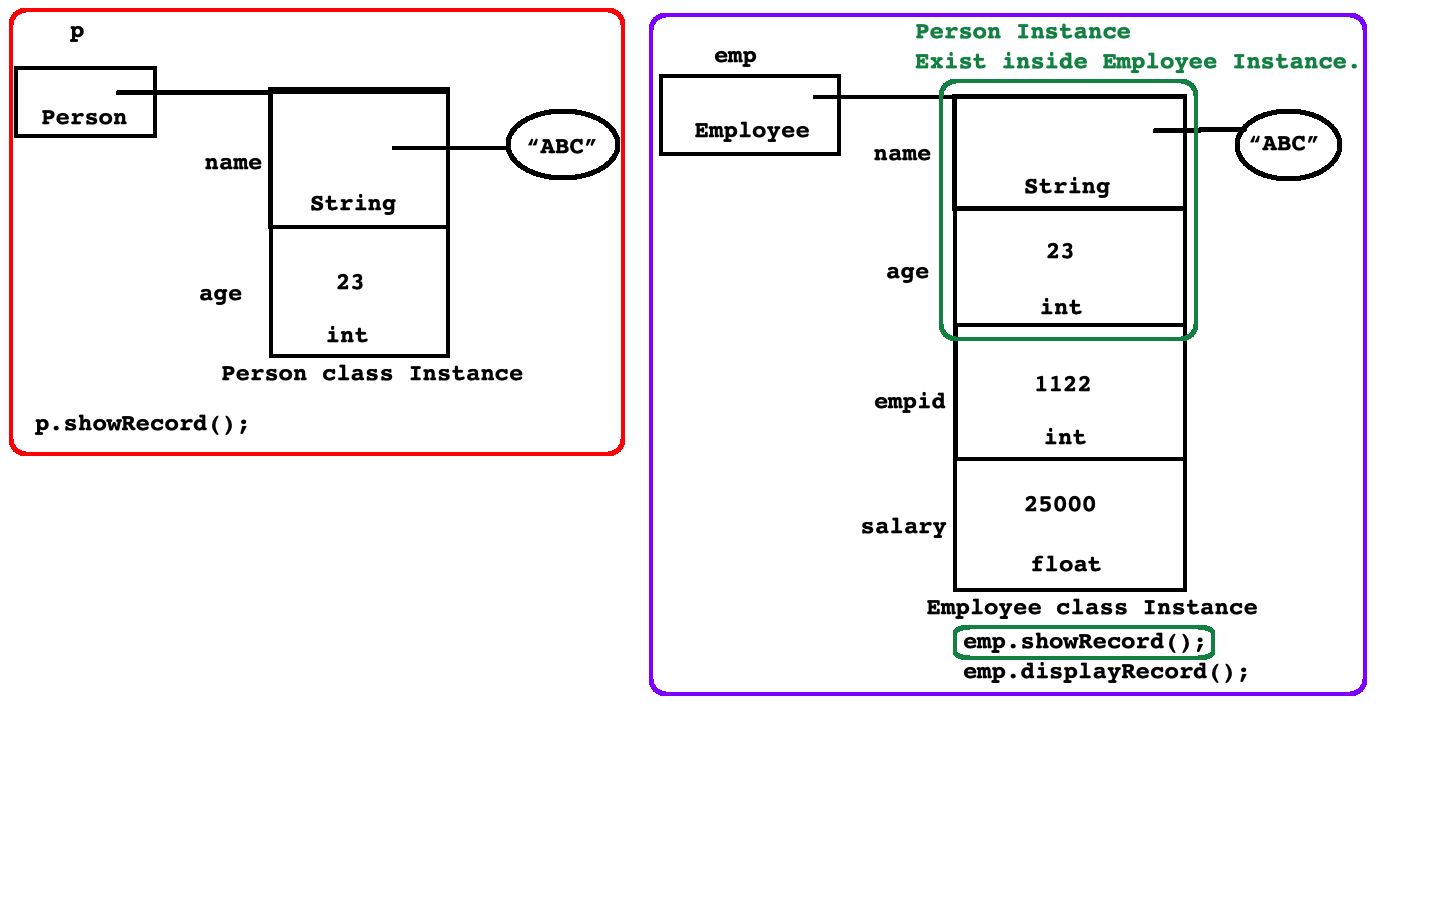 p
Person
name
“ABC”
String
23
age
int
Person class Instance
p.showRecord();
Person Instance
Exist inside Employee Instance.
emp
Employee
name
“ABC”
String
23
age
int
1122
empid
int
25000
salary
float
Employee class Instance
emp.showRecord();
emp.displayRecord();